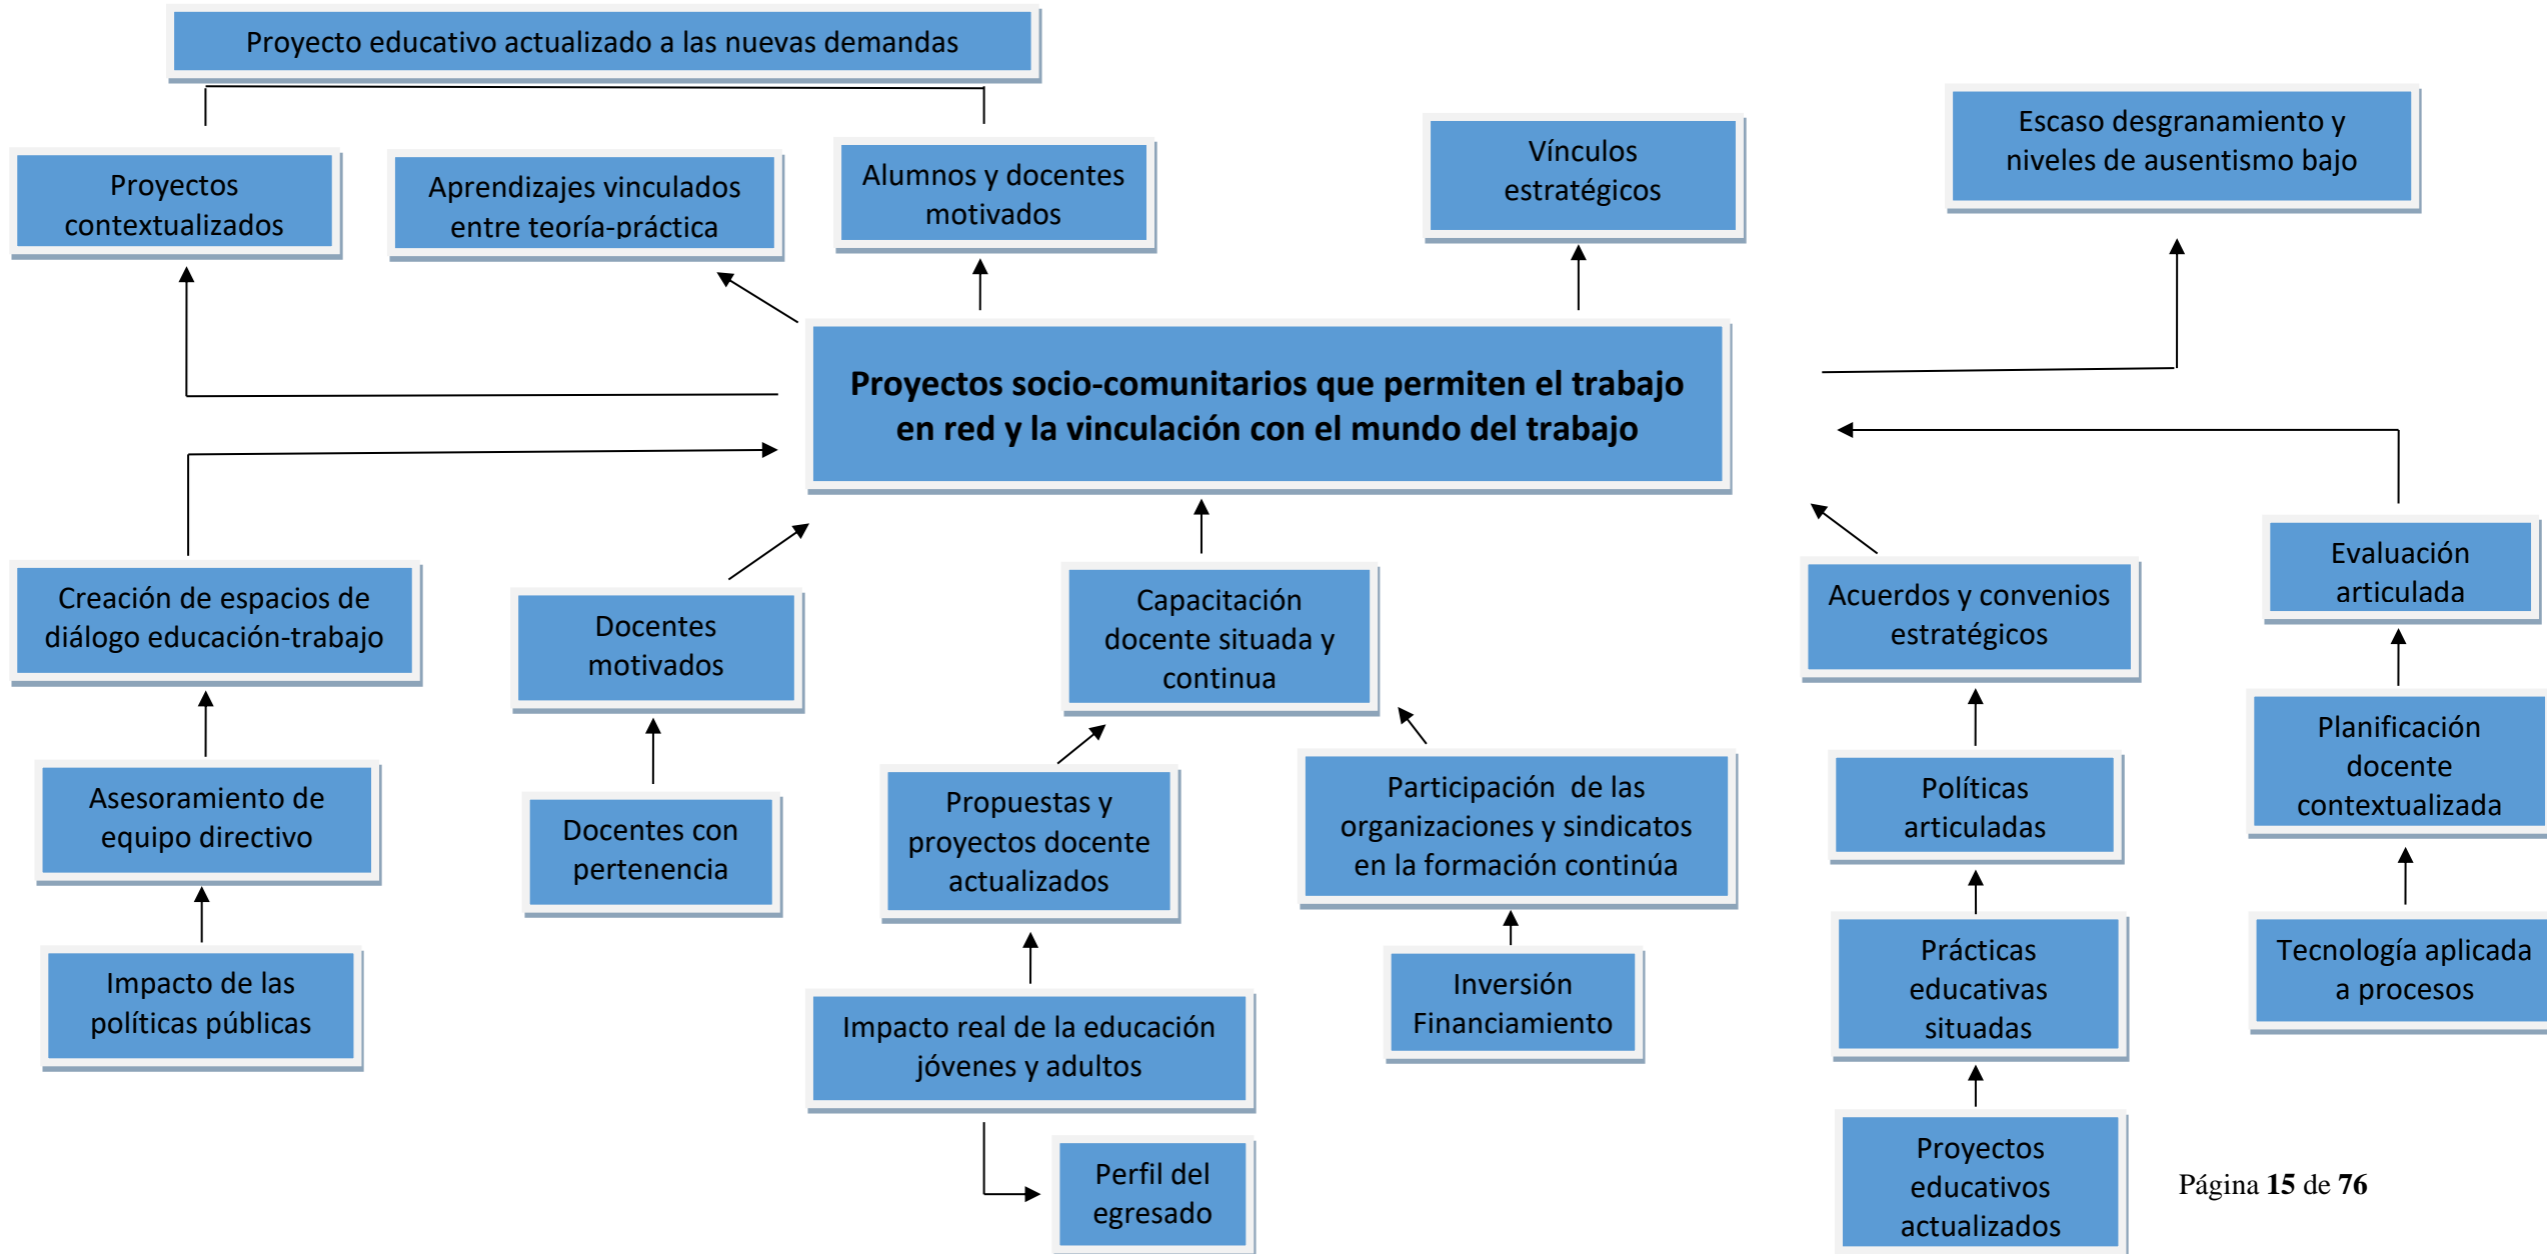 Proyecto educativo actualizado a las nuevas demandas
Proyectos
contextualizados
Aprendizajes vinculados
entre teoría-práctica
Alumnos y docentes
motivados
Vínculos
estratégicos
Escaso desgranamiento y
niveles de ausentismo bajo
Proyectos socio-comunitarios que permiten el trabajo
en red y la vinculación con el mundo del trabajo
Creación de espacios de
diálogo educación-trabajo
Docentes
motivados
Capacitación
docente situada y
continua
Acuerdos y convenios
estratégicos
Evaluación
articulada
Asesoramiento de
equipo directivo
Docentes con
pertenencia
Propuestas y
proyectos docente
actualizados
Participación  de las
organizaciones y sindicatos
en la formación continúa
Políticas
articuladas
Planificación
docente
contextualizada
Impacto de las
políticas públicas
Impacto real de la educación
jóvenes y adultos
Inversión
Financiamiento
Prácticas
educativas
situadas
Tecnología aplicada
a procesos
Perfil del
egresado
Proyectos
educativos
actualizados
Página 15 de 76